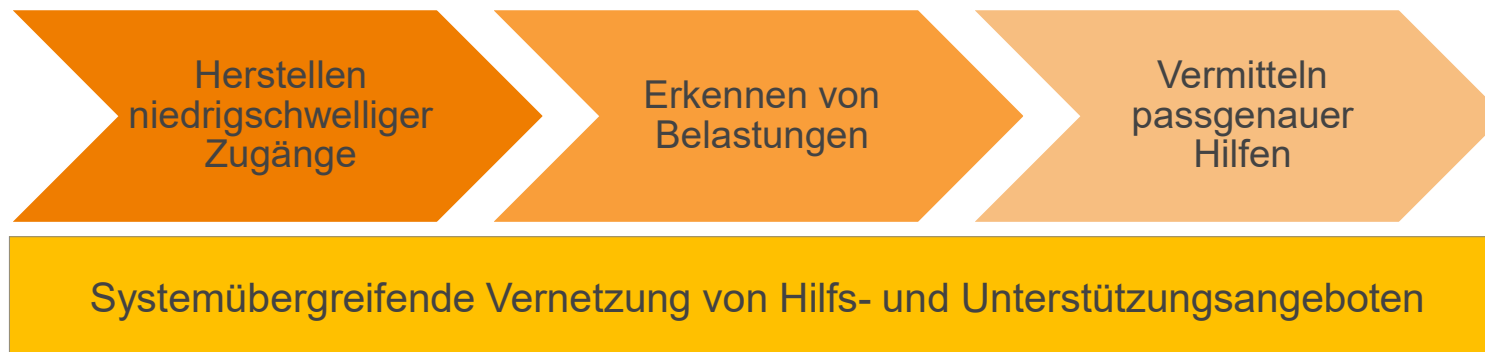 Herstellen
niedrigschwelliger
Zugänge
Erkennen von
Belastungen
Vermitteln
passgenauer
Hilfen
Systemübergreifende Vernetzung von Hilfs- und Unterstützungsangeboten